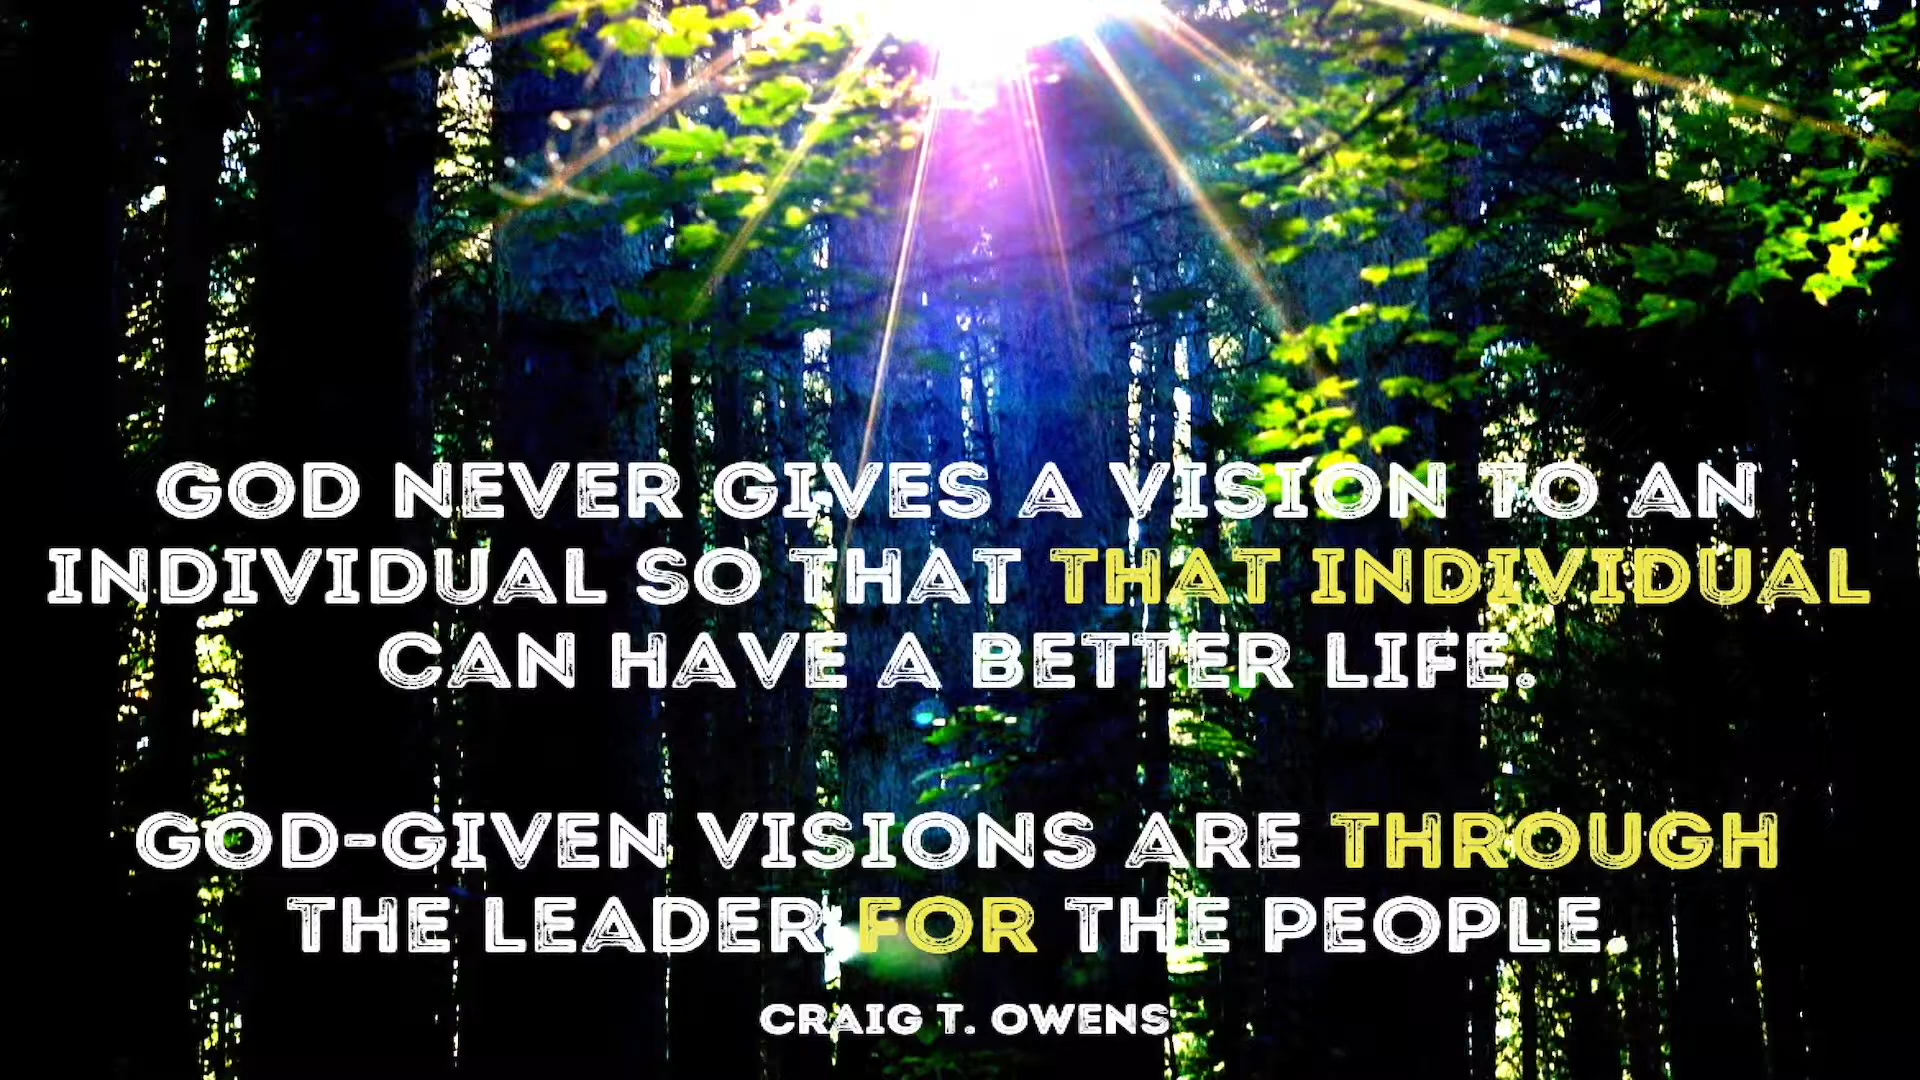 GOD NEVER GIVES A VISION TO AN
INDIVIDUAL SO THAT THAT INDIVIDUAL
CAN HAVE A BETTER LIFE.
GOD-GIVEN VISIONS ARE THROUGH
THE LEADER FOR THE PEOPLE.
CRAIG T. OWENS